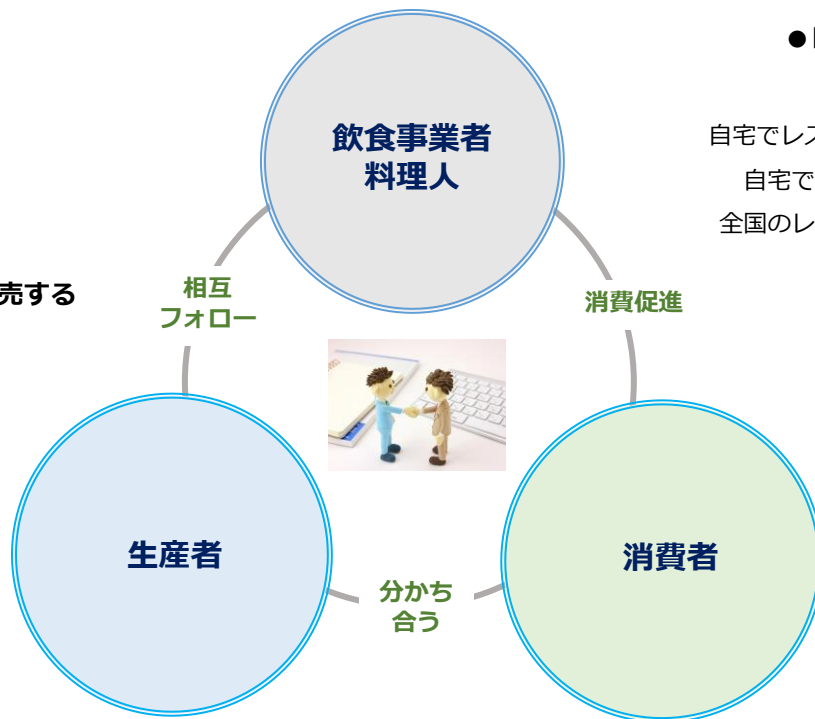 飲食事業者
料理人
自宅でレス
自宅で
全国のレ
売する
相互
フォロー
消費促進
生産者
消費者
分かち
合う